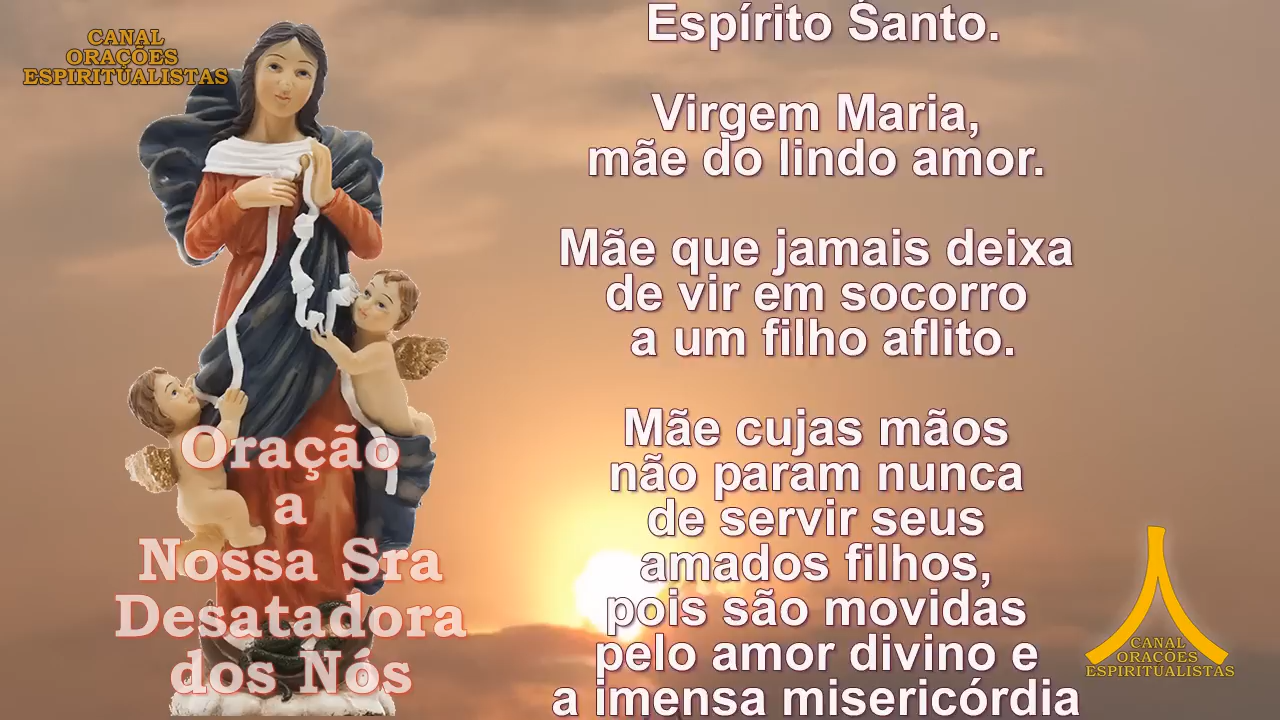 CANAL
ORAÇÕES
ESPIRITUALISTAS
Oração
a
Nossa Sra
Desatadora
dos Nós
Espírito Santo.
Virgem Maria,
mãe do lindo amor.
Mãe que jamais deixa
de vir em socorro
a um filho aflito.
Mãe cujas mãos
não param nunca
de servir seus
amados filhos,
pois são movidas
pelo amor divino e
a imensa misericórdia
CANAL
ORAÇÕES
ESPIRITUALISTAS